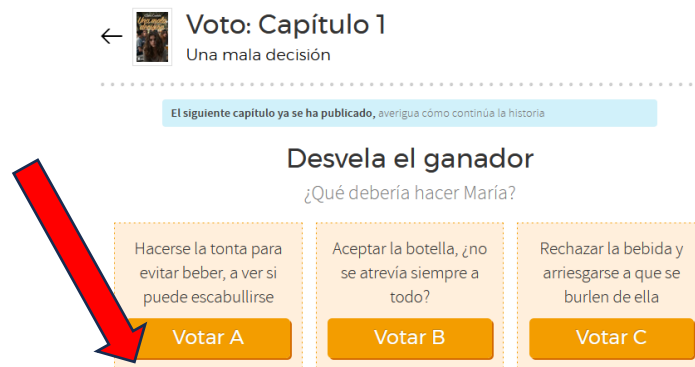 Voto: Capítulo 1
Una mala decisión
El siguiente capítulo ya se ha publicado, averigua cómo continúa la historia
Desvela el ganador
¿Qué debería hacer María?
Hacerse la tonta para
evitar beber, a ver si
puede escabullirse
Votar A
Aceptar la botella, ¿no
se atrevía siempre a
todo?
Votar B
Rechazar la bebida y
arriesgarse a que se
burlen de ella
Votar C